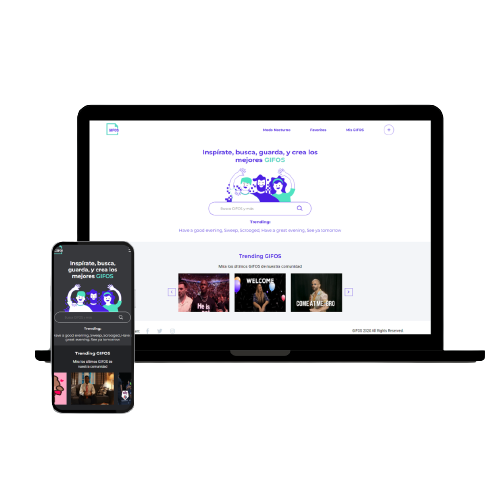 GIFOS
Modo Nocturno
Favoritos
Mis GIFOS
+
Inspírate, busca, guarda, y crea los
mejores GIFOS
Busca GIFOS y más
Trending:
Have a good evening, Sweep, Scrooged, Have a great evening, See ya tomorrow
Trending GIFOS
Mira los últimos GIFOS de nuestra comunidad
He is
WELCOME
COME AT ME, BRO
GIFOS 2020 All Rights Reserved
Inspírate, busca,
guarda, y crea los
mejores GIFOS
Trending:
Have a good evening, Sweep, Scrooged, Have a
great evening, See ya tomorrow
Trending GIFOS
Mira los últimos GIFOS de
nuestra comunidad